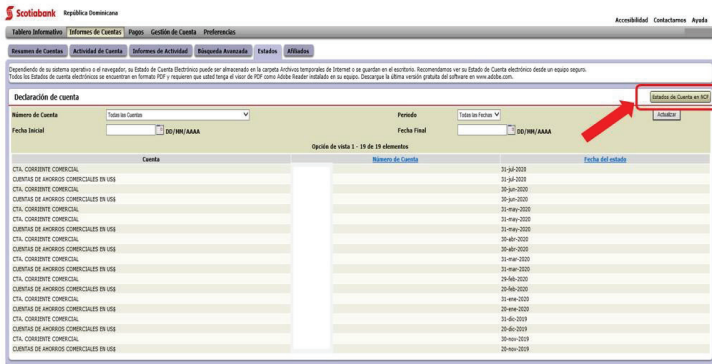 Scotiabank República Dominicana
Accesibilidad Contactarnos Ayuda
Tablero Informativo Informes de Cuentas Pagos Gestión de Cuenta Preferencias
Resumen de Cuentas Actividad de Cuenta Informes de Actividad Búsqueda Avanzada Estados Afiliados
Dependiendo de su sistema operativo o el navegador, su Estado de Cuenta Electrónico puede ser almacenado en la carpeta Archivos temporales de Internet o se guardan en el escritorio. Recomendamos ver su Estado de Cuenta electrónico desde un equipo seguro.
Todos los Estados de cuenta electrónicos se encuentran en formato PDF y requieren que usted tenga el visor de PDF como Adobe Reader instalado en su equipo. Descargue la última versión gratuita del software en www.adobe.com.
Declaración de cuenta Estados de Cuenta en NCF
Número de Cuenta Todas las Cuentas Periodo Todas las Fechas Actualizar
Fecha Inicial DD/MM/AAAA Fecha Final DD/MM/AAAA
Opción de vista 1 - 19 de 19 elementos
Cuenta Número de Cuenta Fecha del estado
CTA. CORRIENTE COMERCIAL 31-jul-2020
CUENTAS DE AHORROS COMERCIALES EN US$ 31-jul-2020
CTA. CORRIENTE COMERCIAL 30-jun-2020
CUENTAS DE AHORROS COMERCIALES EN US$ 30-jun-2020
CTA. CORRIENTE COMERCIAL 31-may-2020
CTA. CORRIENTE COMERCIAL 31-may-2020
CUENTAS DE AHORROS COMERCIALES EN US$ 31-may-2020
CTA. CORRIENTE COMERCIAL 30-abr-2020
CUENTAS DE AHORROS COMERCIALES EN US$ 30-abr-2020
CTA. CORRIENTE COMERCIAL 31-mar-2020
CUENTAS DE AHORROS COMERCIALES EN US$ 31-mar-2020
CTA. CORRIENTE COMERCIAL 29-feb-2020
CUENTAS DE AHORROS COMERCIALES EN US$ 20-feb-2020
CTA. CORRIENTE COMERCIAL 31-ene-2020
CUENTAS DE AHORROS COMERCIALES EN US$ 20-ene-2020
CTA. CORRIENTE COMERCIAL 31-dic-2019
CUENTAS DE AHORROS COMERCIALES EN US$ 20-dic-2019
CTA. CORRIENTE COMERCIAL 30-nov-2019
CUENTAS DE AHORROS COMERCIALES EN US$ 20-nov-2019